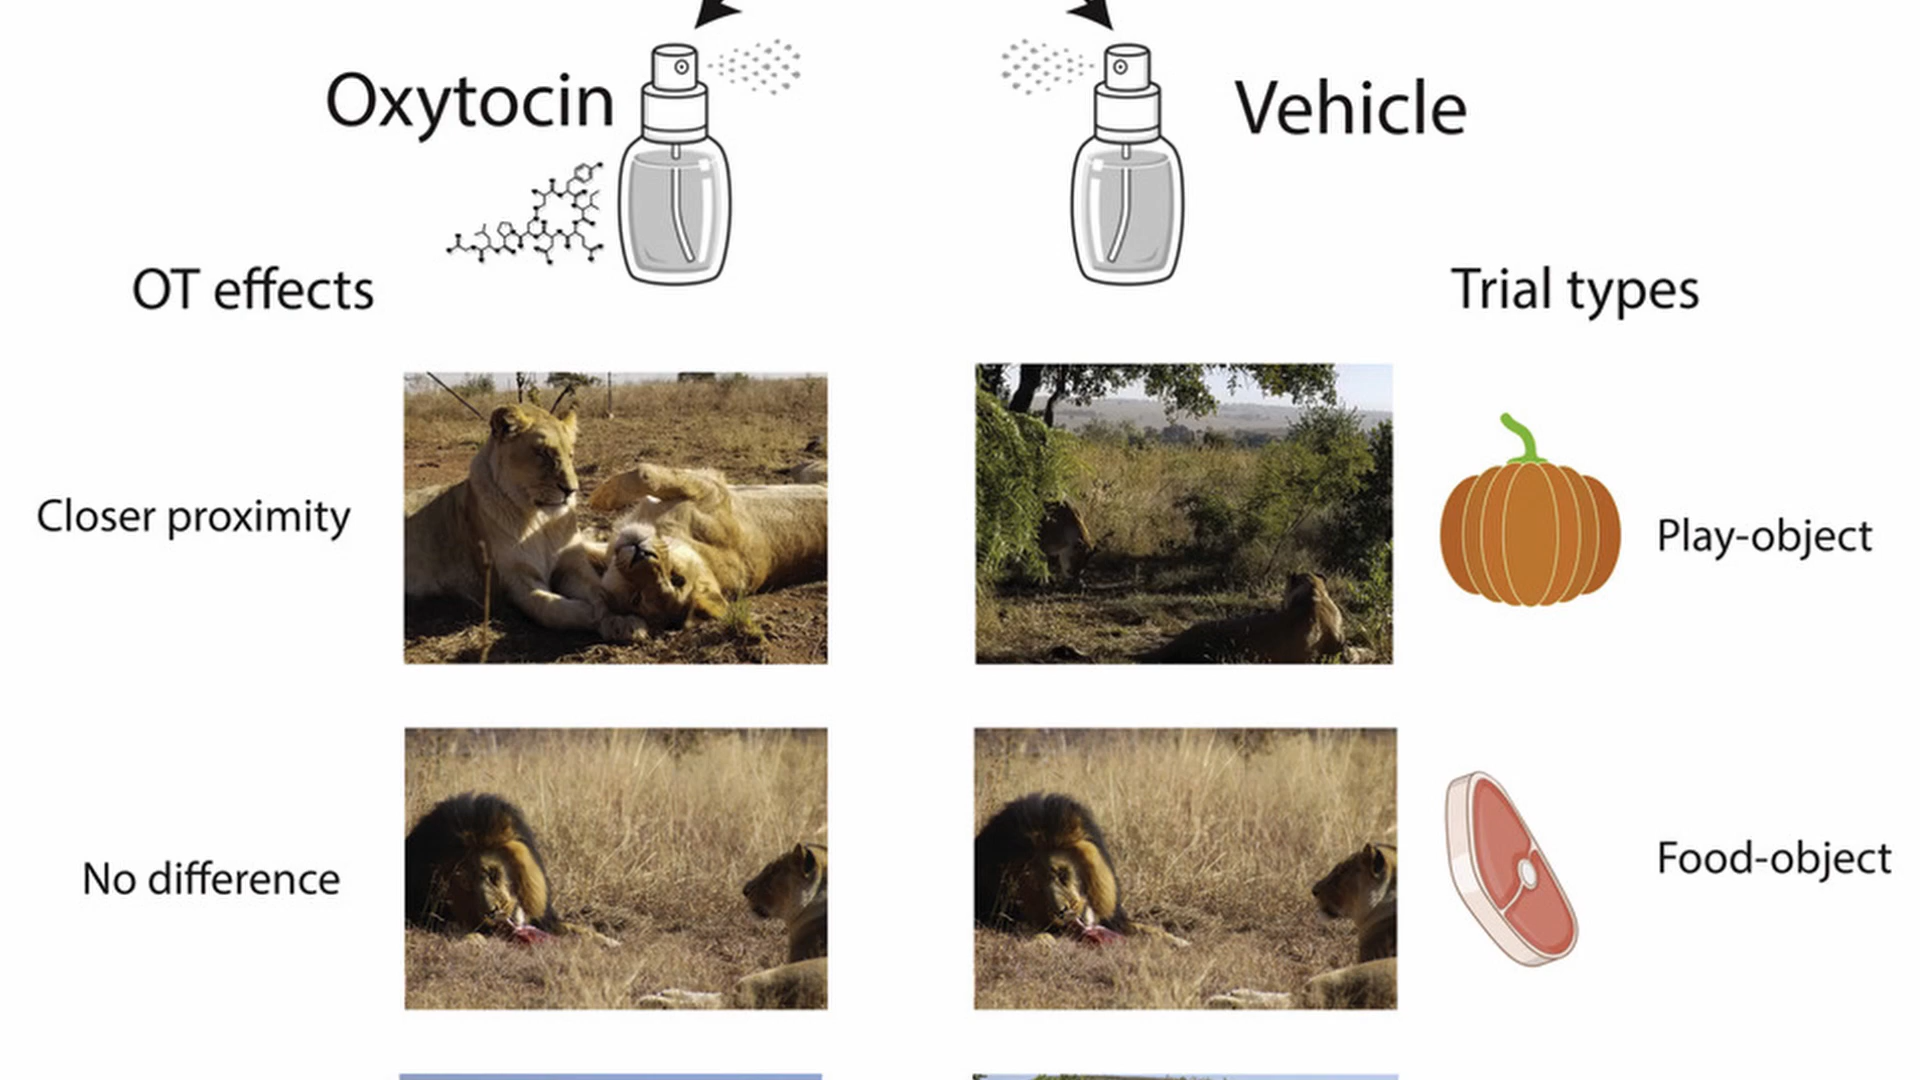 Oxytocin
Vehicle
OT effects
Trial types
Closer proximity
Play-object
No difference
Food-object